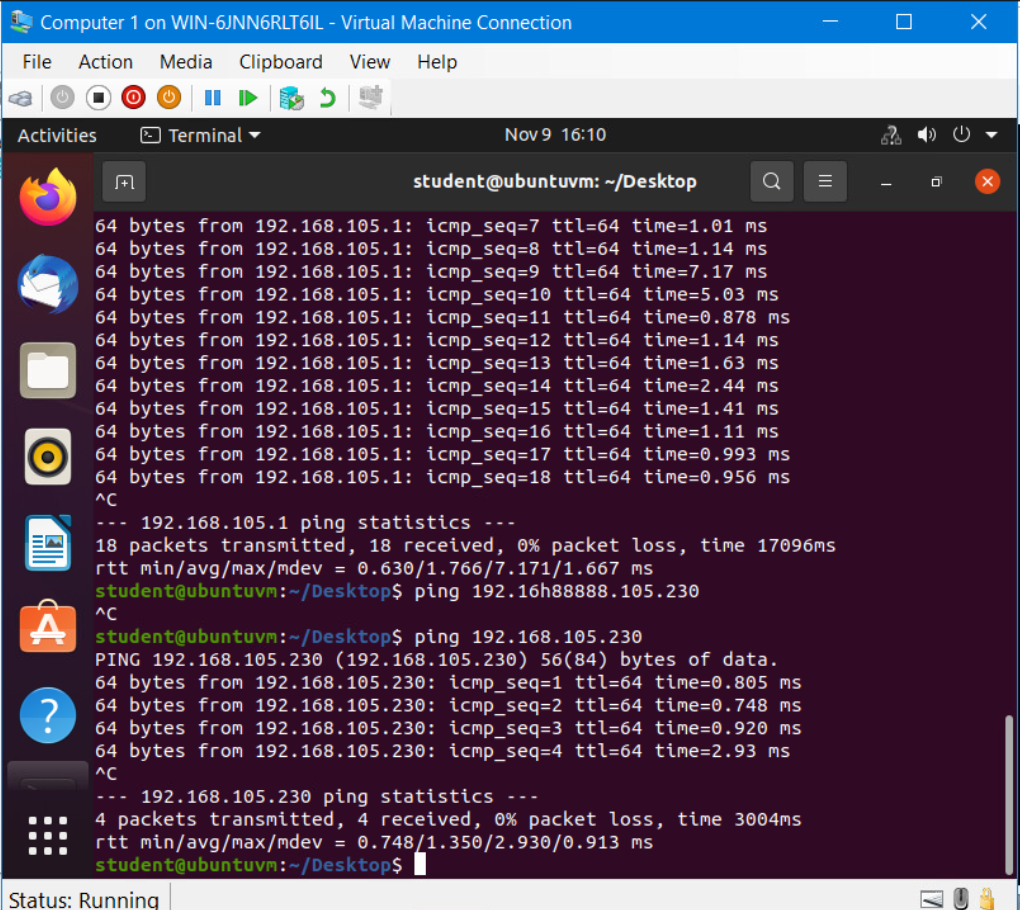 Computer 1 on WIN-6JNN6RLT6IL - Virtual Machine Connection
File Action Media Clipboard View Help
Activities Terminal Nov 9 16:10
student@ubuntuvm: ~/Desktop
64 bytes from 192.168.105.1: icmp_seq=7 ttl=64 time=1.01 ms
64 bytes from 192.168.105.1: icmp_seq=8 ttl=64 time=1.14 ms
64 bytes from 192.168.105.1: icmp_seq=9 ttl=64 time=7.17 ms
64 bytes from 192.168.105.1: icmp_seq=10 ttl=64 time=5.03 ms
64 bytes from 192.168.105.1: icmp_seq=11 ttl=64 time=0.878 ms
64 bytes from 192.168.105.1: icmp_seq=12 ttl=64 time=1.14 ms
64 bytes from 192.168.105.1: icmp_seq=13 ttl=64 time=1.63 ms
64 bytes from 192.168.105.1: icmp_seq=14 ttl=64 time=2.44 ms
64 bytes from 192.168.105.1: icmp_seq=15 ttl=64 time=1.41 ms
64 bytes from 192.168.105.1: icmp_seq=16 ttl=64 time=1.11 ms
64 bytes from 192.168.105.1: icmp_seq=17 ttl=64 time=0.993 ms
64 bytes from 192.168.105.1: icmp_seq=18 ttl=64 time=0.956 ms
^C
--- 192.168.105.1 ping statistics ---
18 packets transmitted, 18 received, 0% packet loss, time 17096ms
rtt min/avg/max/mdev = 0.630/1.766/7.171/1.667 ms
student@ubuntuvm:~/Desktop$ ping 192.16h88888.105.230
^C
student@ubuntuvm:~/Desktop$ ping 192.168.105.230
PING 192.168.105.230 (192.168.105.230) 56(84) bytes of data.
64 bytes from 192.168.105.230: icmp_seq=1 ttl=64 time=0.805 ms
64 bytes from 192.168.105.230: icmp_seq=2 ttl=64 time=0.748 ms
64 bytes from 192.168.105.230: icmp_seq=3 ttl=64 time=0.920 ms
64 bytes from 192.168.105.230: icmp_seq=4 ttl=64 time=2.93 ms
^C
--- 192.168.105.230 ping statistics ---
4 packets transmitted, 4 received, 0% packet loss, time 3004ms
rtt min/avg/max/mdev = 0.748/1.350/2.930/0.913 ms
student@ubuntuvm:~/Desktop$
Status: Running